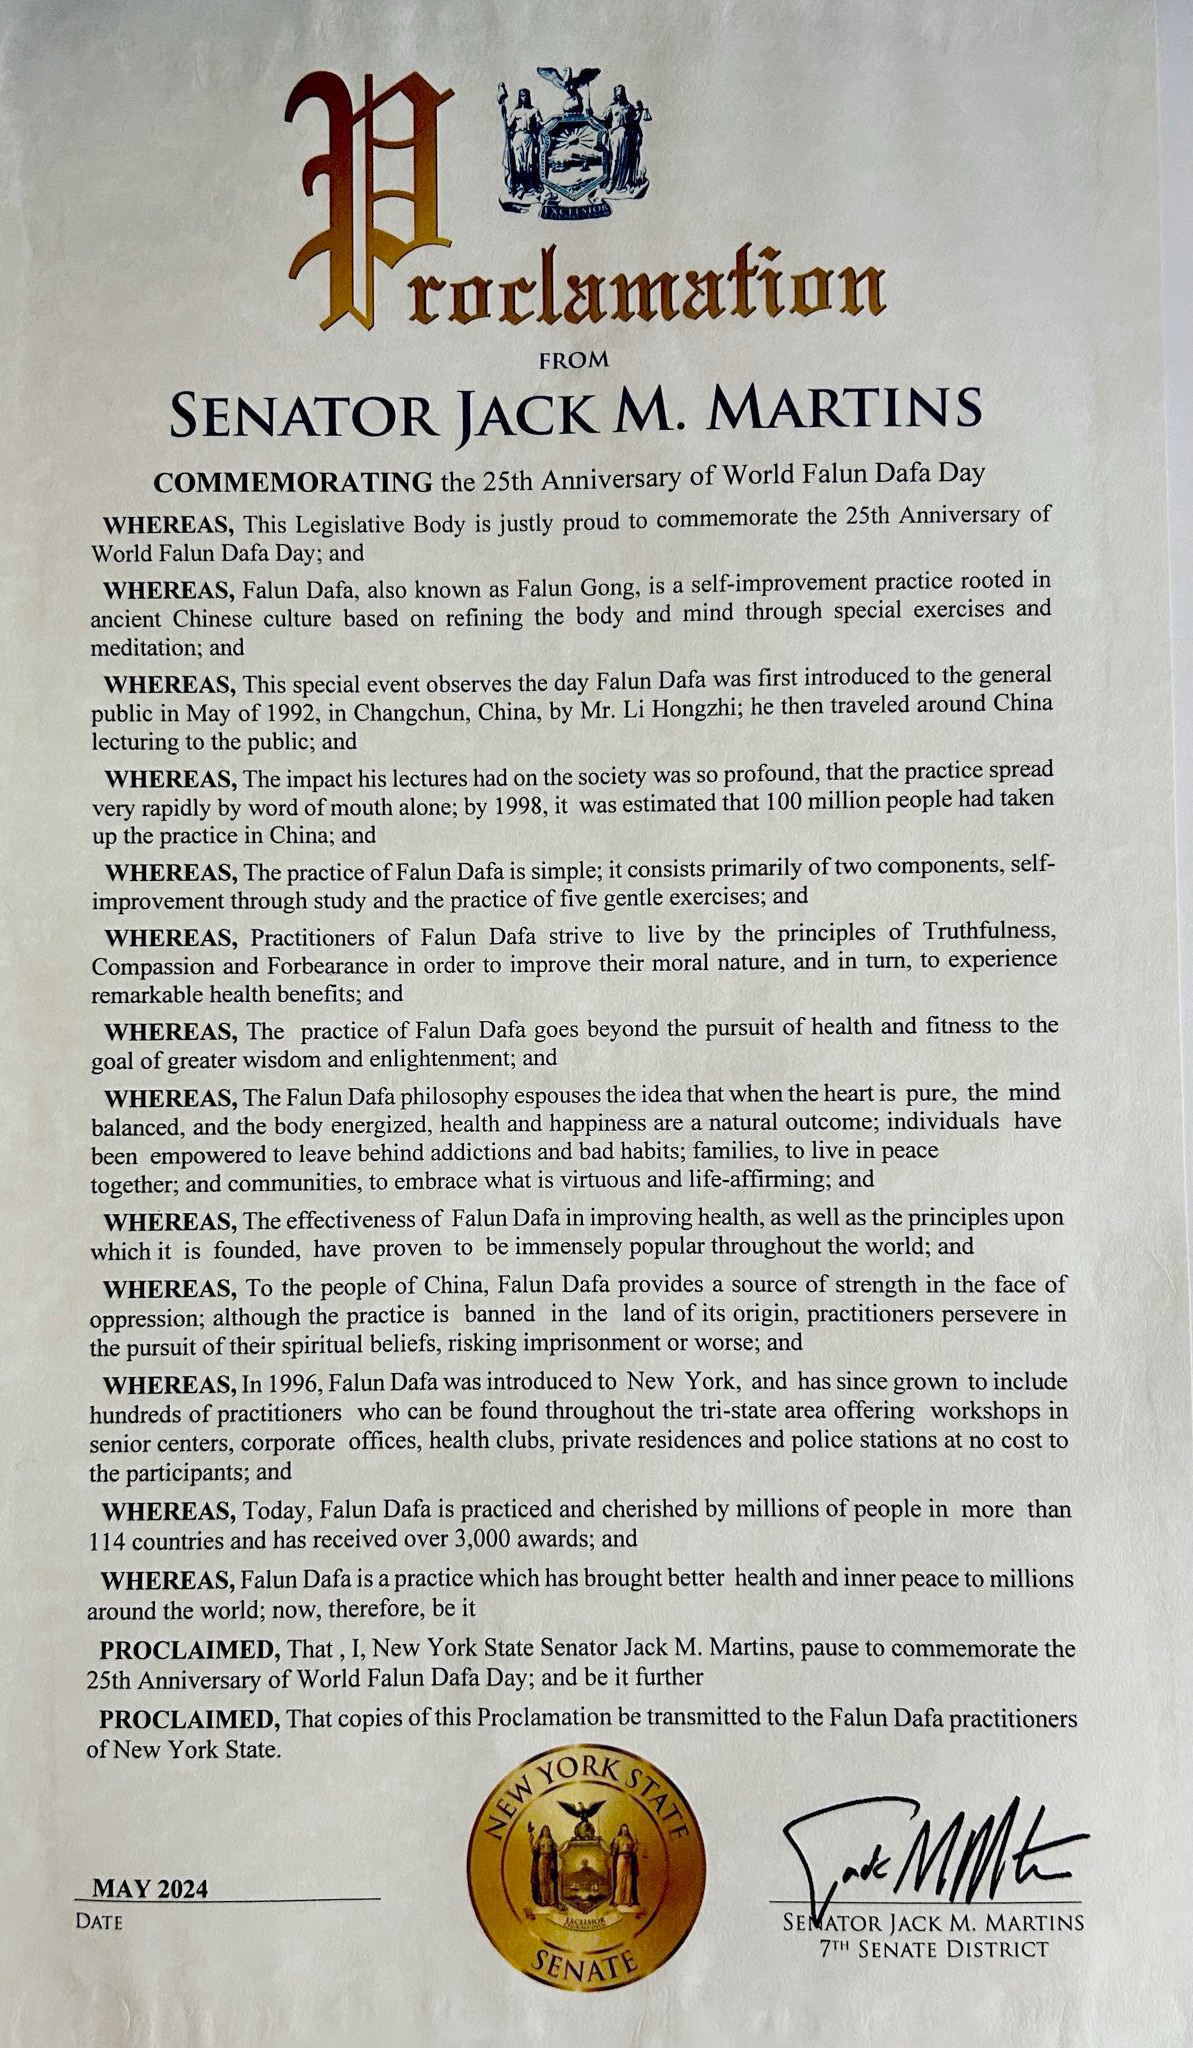 Proclamation
EXCELSIOR
FROM
SENATOR JACK M. MARTINS
COMMEMORATING the 25th Anniversary of World Falun Dafa Day
WHEREAS, This Legislative Body is justly proud to commemorate the 25th Anniversary of
World Falun Dafa Day; and
WHEREAS, Falun Dafa, also known as Falun Gong, is a self-improvement practice rooted in
ancient Chinese culture based on refining the body and mind through special exercises and
meditation; and
WHEREAS, This special event observes the day Falun Dafa was first introduced to the general
public in May of 1992, in Changchun, China, by Mr. Li Hongzhi; he then traveled around China
lecturing to the public; and
WHEREAS, The impact his lectures had on the society was so profound, that the practice spread
very rapidly by word of mouth alone; by 1998, it was estimated that 100 million people had taken
up the practice in China; and
WHEREAS, The practice of Falun Dafa is simple; it consists primarily of two components, self-
improvement through study and the practice of five gentle exercises; and
WHEREAS, Practitioners of Falun Dafa strive to live by the principles of Truthfulness,
Compassion and Forbearance in order to improve their moral nature, and in turn, to experience
remarkable health benefits; and
WHEREAS, The practice of Falun Dafa goes beyond the pursuit of health and fitness to the
goal of greater wisdom and enlightenment; and
WHEREAS, The Falun Dafa philosophy espouses the idea that when the heart is pure, the mind
balanced, and the body energized, health and happiness are a natural outcome; individuals have
been empowered to leave behind addictions and bad habits; families, to live in peace
together; and communities, to embrace what is virtuous and life-affirming; and
WHEREAS, The effectiveness of Falun Dafa in improving health, as well as the principles upon
which it is founded, have proven to be immensely popular throughout the world; and
WHEREAS, To the people of China, Falun Dafa provides a source of strength in the face of
oppression; although the practice is banned in the land of its origin, practitioners persevere in
the pursuit of their spiritual beliefs, risking imprisonment or worse; and
WHEREAS, In 1996, Falun Dafa was introduced to New York, and has since grown to include
hundreds of practitioners who can be found throughout the tri-state area offering workshops in
senior centers, corporate offices, health clubs, private residences and police stations at no cost to
the participants; and
WHEREAS, Today, Falun Dafa is practiced and cherished by millions of people in more than
114 countries and has received over 3,000 awards; and
WHEREAS, Falun Dafa is a practice which has brought better health and inner peace to millions
around the world; now, therefore, be it
PROCLAIMED, That , I, New York State Senator Jack M. Martins, pause to commemorate the
25th Anniversary of World Falun Dafa Day; and be it further
PROCLAIMED, That copies of this Proclamation be transmitted to the Falun Dafa practitioners
of New York State.
NEW YORK STATE
EXCELSIOR
SENATE
MAY 2024
DATE
Jack M. Martins
SENATOR JACK M. MARTINS
7TH SENATE DISTRICT